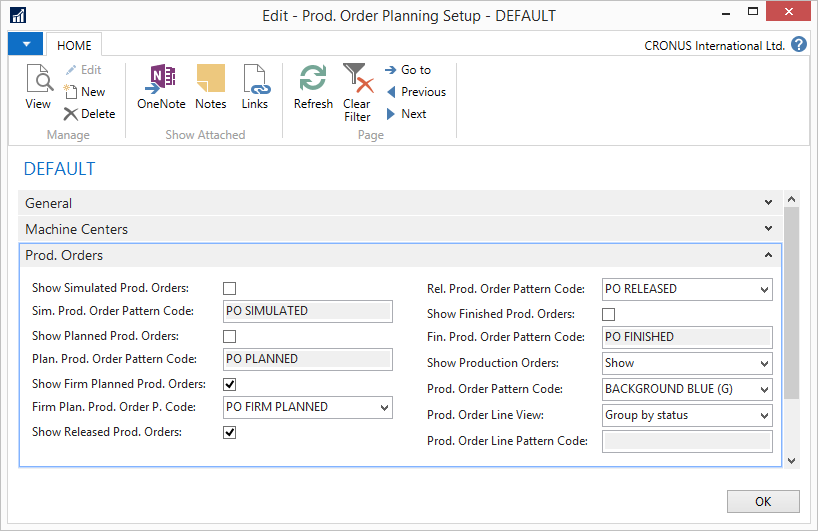 Edit - Prod. Order Planning Setup - DEFAULT
HOME
CRONUS International Ltd.
View
Edit
New
Delete
Manage
OneNote
Notes
Links
Show Attached
Refresh
Clear
Filter
Go to
Previous
Next
Page
DEFAULT
General
Machine Centers
Prod. Orders
Show Simulated Prod. Orders:
Sim. Prod. Order Pattern Code: PO SIMULATED
Show Planned Prod. Orders:
Plan. Prod. Order Pattern Code: PO PLANNED
Show Firm Planned Prod. Orders:
Firm Plan. Prod. Order P. Code: PO FIRM PLANNED
Show Released Prod. Orders:
Rel. Prod. Order Pattern Code: PO RELEASED
Show Finished Prod. Orders:
Fin. Prod. Order Pattern Code: PO FINISHED
Show Production Orders: Show
Prod. Order Pattern Code: BACKGROUND BLUE (G)
Prod. Order Line View: Group by status
Prod. Order Line Pattern Code:
OK